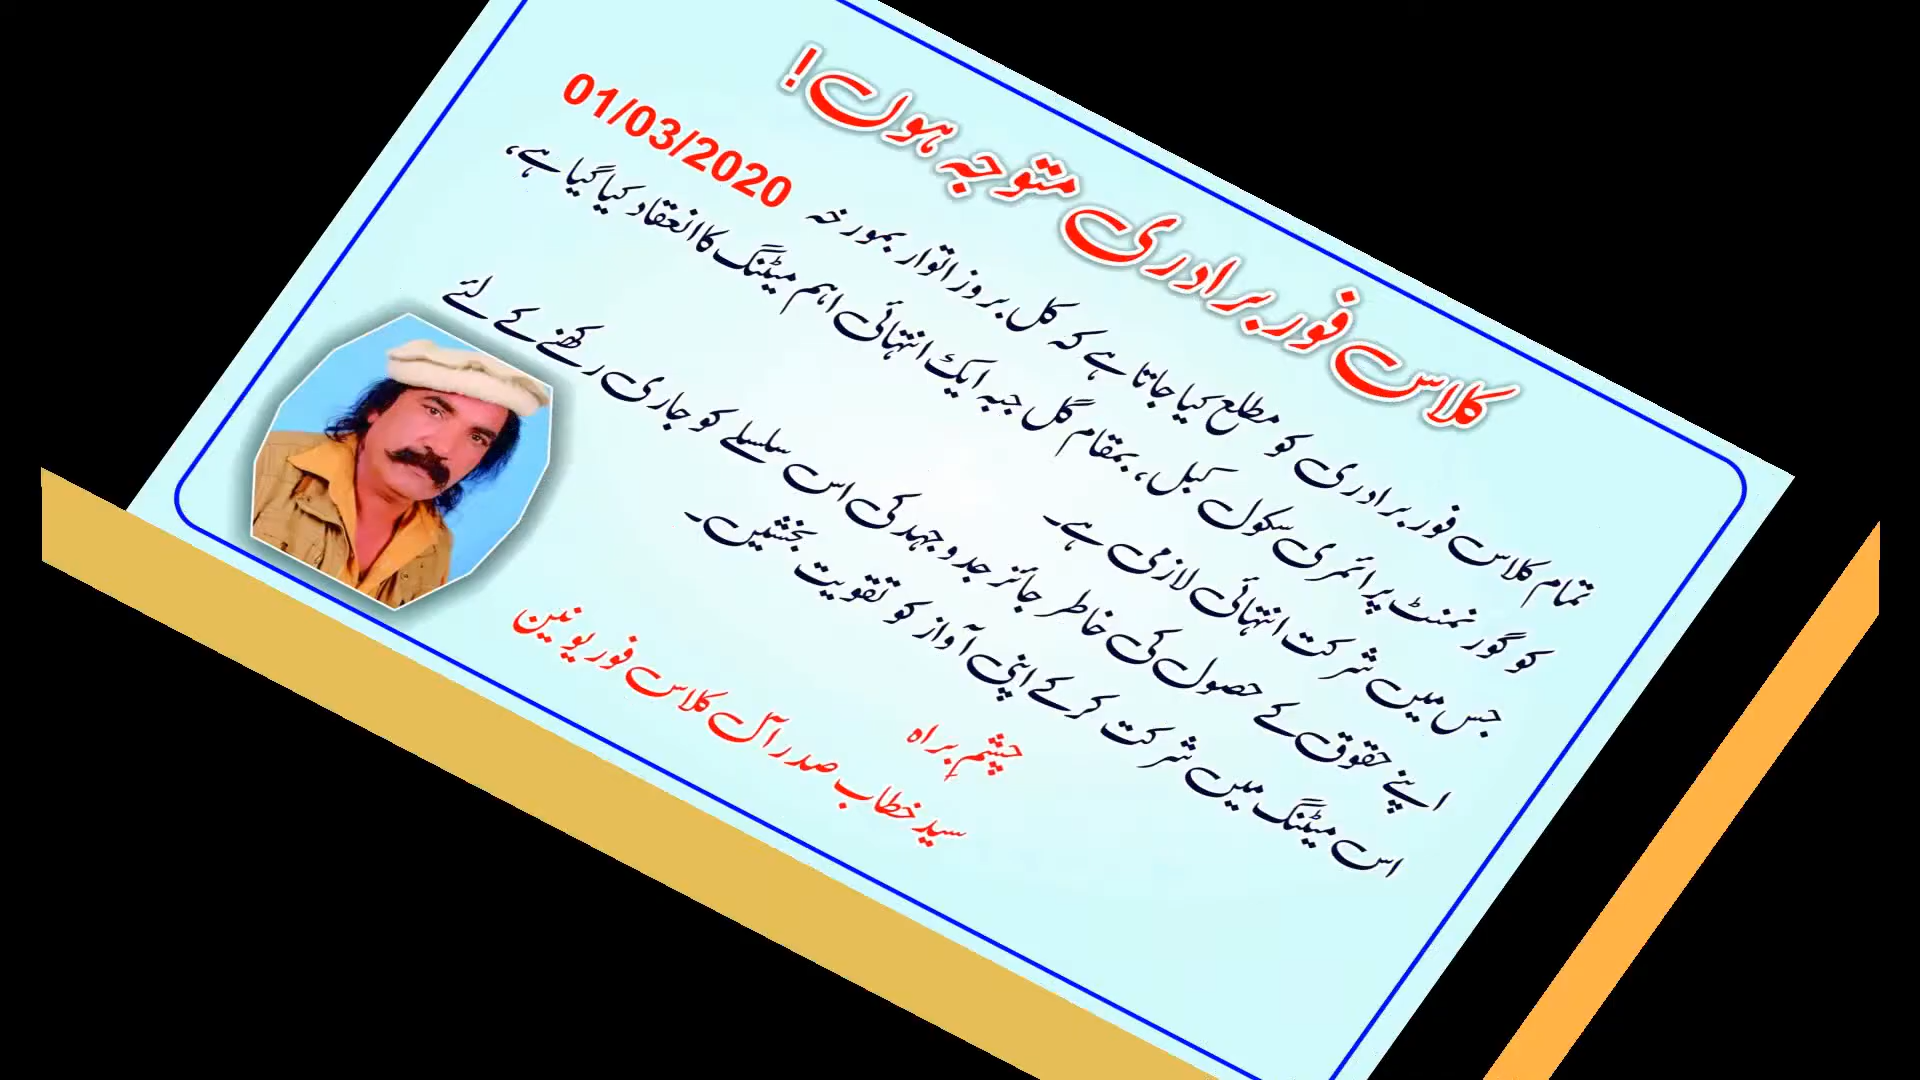 کلاس فور برادری متوجہ ہوں!
تمام کلاس فور برادری کو مطلع کیا جاتا ہے کہ کل بروز اتوار بمورخہ 01/03/2020
کو گورنمنٹ پرائمری سکول کبل، بمقام گل جبہ ایک انتہائی اہم میٹنگ کا انعقاد کیا گیا ہے،
جس میں شرکت انتہائی لازمی ہے۔
اپنے حقوق کے حصول کی خاطر جائز جدوجہد کی اس سلسلے کو جاری رکھنے کے لئے
اس میٹنگ میں شرکت کرکے اپنی آواز کو تقویت بخشیں۔
چشم براہ
سید خطاب صدر آل کلاس فور یونین